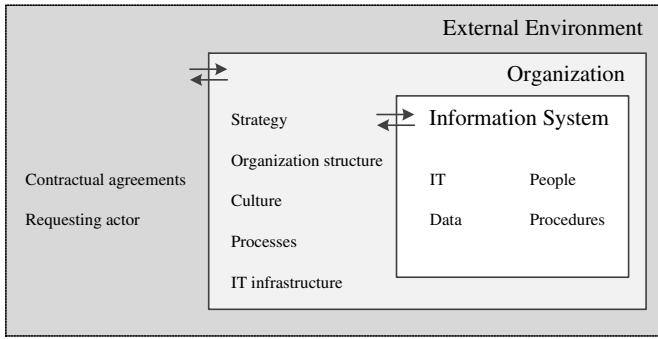 External Environment
Organization
Information System
Strategy
Organization structure
Culture
Processes
IT infrastructure
IT People
Data Procedures
Contractual agreements
Requesting actor